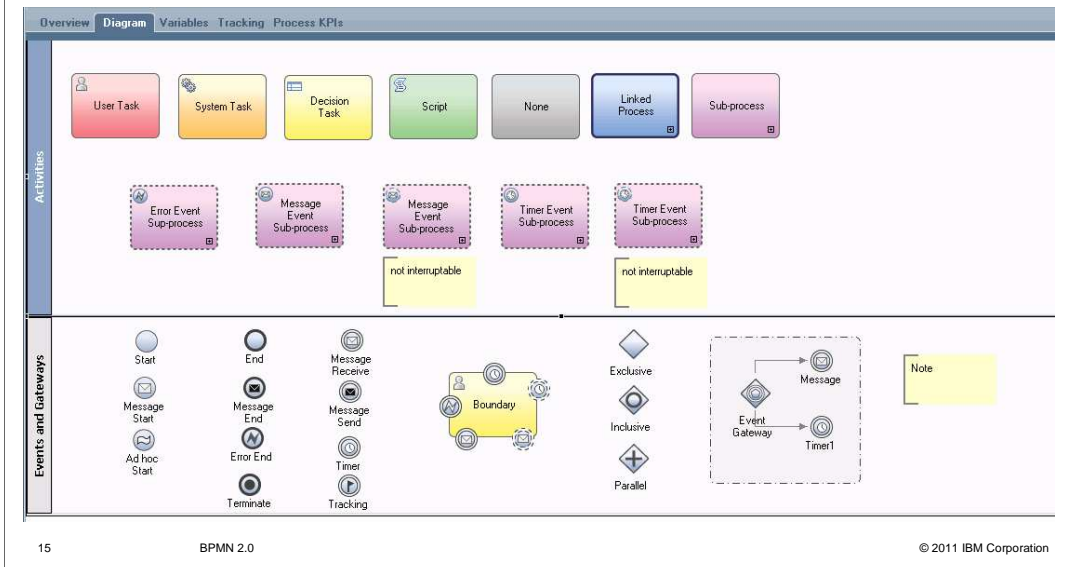 Overview Diagram Variables Tracking Process KPIs
Activities
User Task
System Task
Decision
Task
Script
None
Linked
Process
Sub-process
Error Event
Sup-process
Message
Event
Sub-process
Message
Event
Sub-process
Timer Event
Sub-process
Timer Event
Sub-process
not interruptable
not interruptable
Events and Gateways
Start
Message
Start
Ad hoc
Start
End
Message
End
Error End
Terminate
Message
Receive
Message
Send
Timer
Tracking
Boundary
Exclusive
Inclusive
Parallel
Event
Gateway
Message
Timer1
Note
15 BPMN 2.0 © 2011 IBM Corporation